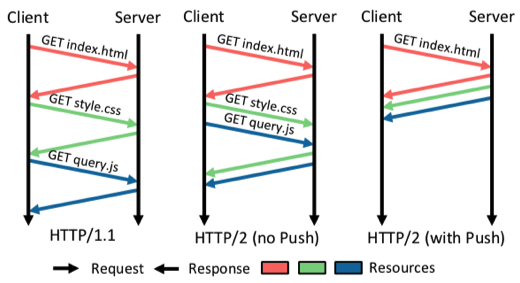 Client Server
GET index.html
GET style.css
GET query.js
HTTP/1.1
Client Server
GET index.html
GET style.css
GET query.js
HTTP/2 (no Push)
Client Server
GET index.html
HTTP/2 (with Push)
Request Response Resources